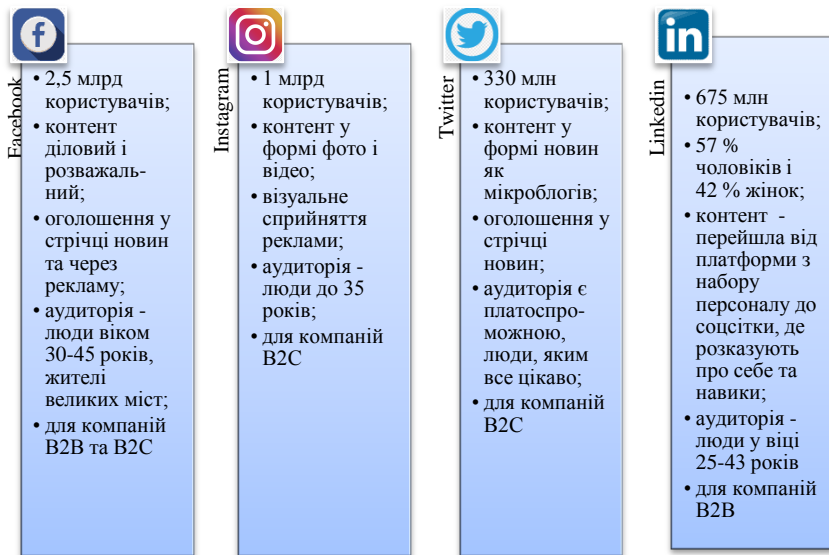 Facebook
• 2,5 млрд
користувачів;
• контент
діловий і
розважаль-
ний;
• оголошення у
стрічці новин
та через
рекламу;
• аудиторія -
люди віком
30-45 років,
жителі
великих міст;
• для компаній
B2B та B2C
Instagram
• 1 млрд
користувачів;
• контент у
формі фото і
відео;
• візуальне
сприйняття
реклами;
• аудиторія -
люди до 35
років;
• для компаній
B2C
Twitter
• 330 млн
користувачів;
• контент у
формі новин
як
мікроблогів;
• оголошення у
стрічці
новин;
• аудиторія є
платоспро-
можною,
люди, яким
все цікаво;
• для компаній
B2C
Linkedin
• 675 млн
користувачів;
• 57 %
чоловіків і
42 % жінок;
• контент -
перейшла від
платформи з
набору
персоналу до
соцсітки, де
розказують
про себе та
навики;
• аудиторія -
люди у віці
25-43 років
• для компаній
B2B